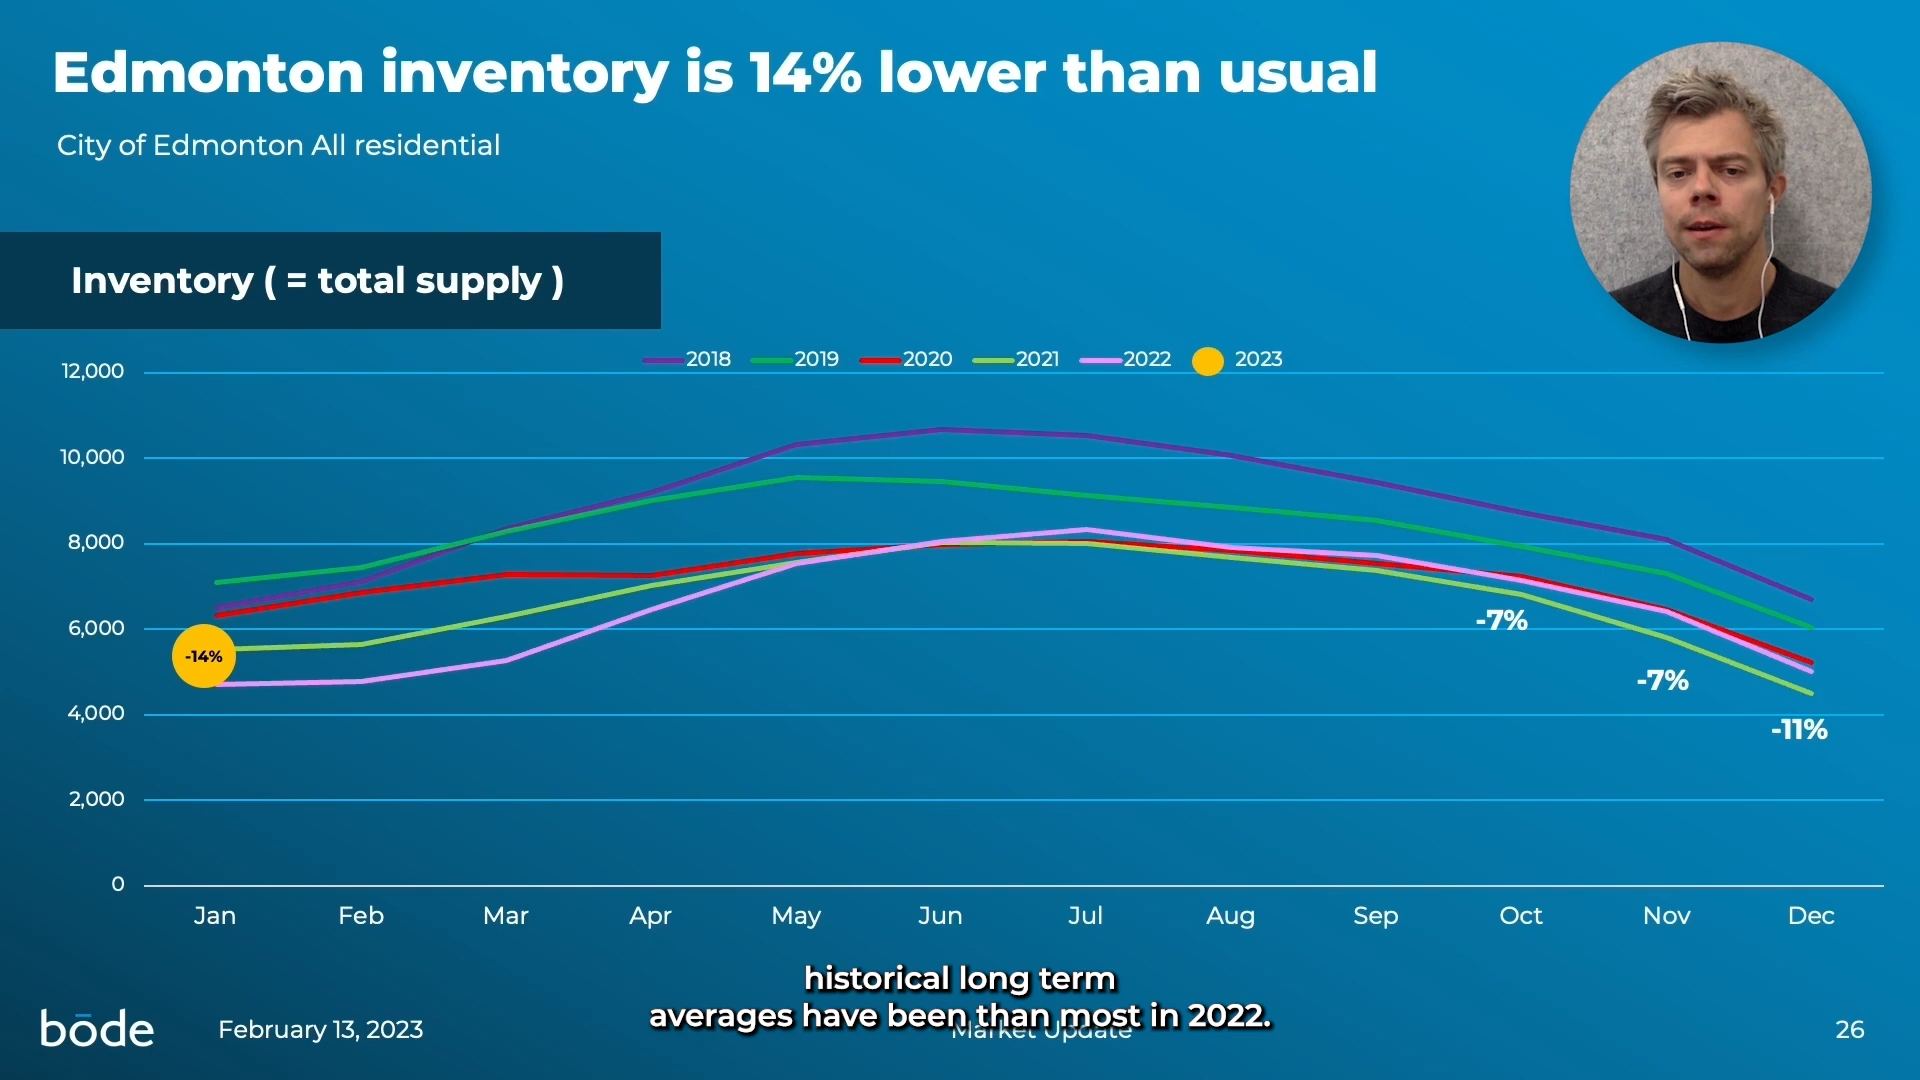 Edmonton inventory is 14% lower than usual
City of Edmonton All residential
Inventory ( = total supply )
2018 2019 2020 2021 2022 2023
12,000
10,000
8,000
6,000
4,000
2,000
0
-14%
-7%
-7%
-11%
Jan Feb Mar Apr May Jun Jul Aug Sep Oct Nov Dec
historical long term
averages have been than most in 2022.
bōde February 13, 2023 Market Update 26